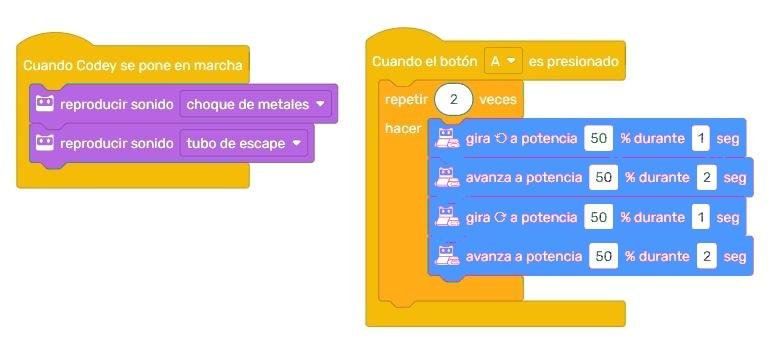 Cuando Codey se pone en marcha
reproducir sonido choque de metales
reproducir sonido tubo de escape
Cuando el botón A es presionado
repetir 2 veces
hacer
gira a potencia 50 % durante 1 seg
avanza a potencia 50 % durante 2 seg
gira a potencia 50 % durante 1 seg
avanza a potencia 50 % durante 2 seg